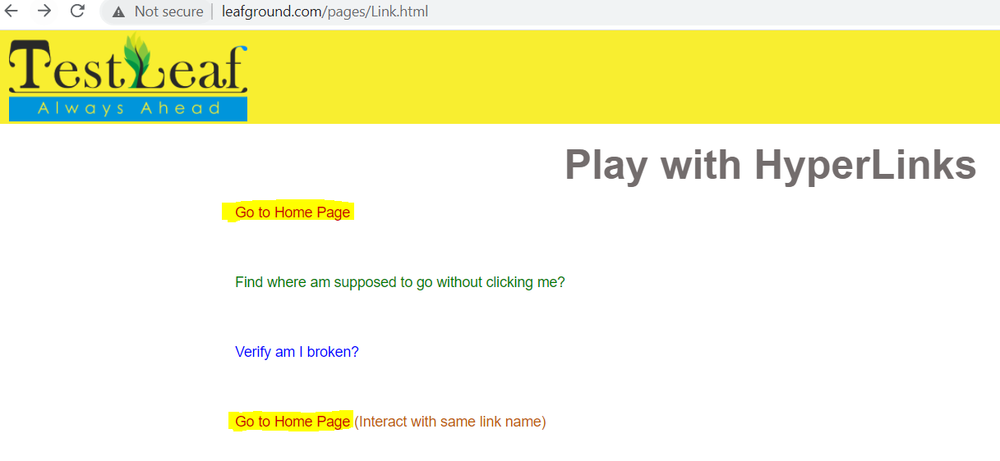 Not secure | leafground.com/pages/Link.html
TestLeaf
Always Ahead
Play with HyperLinks
Go to Home Page
Find where am supposed to go without clicking me?
Verify am I broken?
Go to Home Page (Interact with same link name)